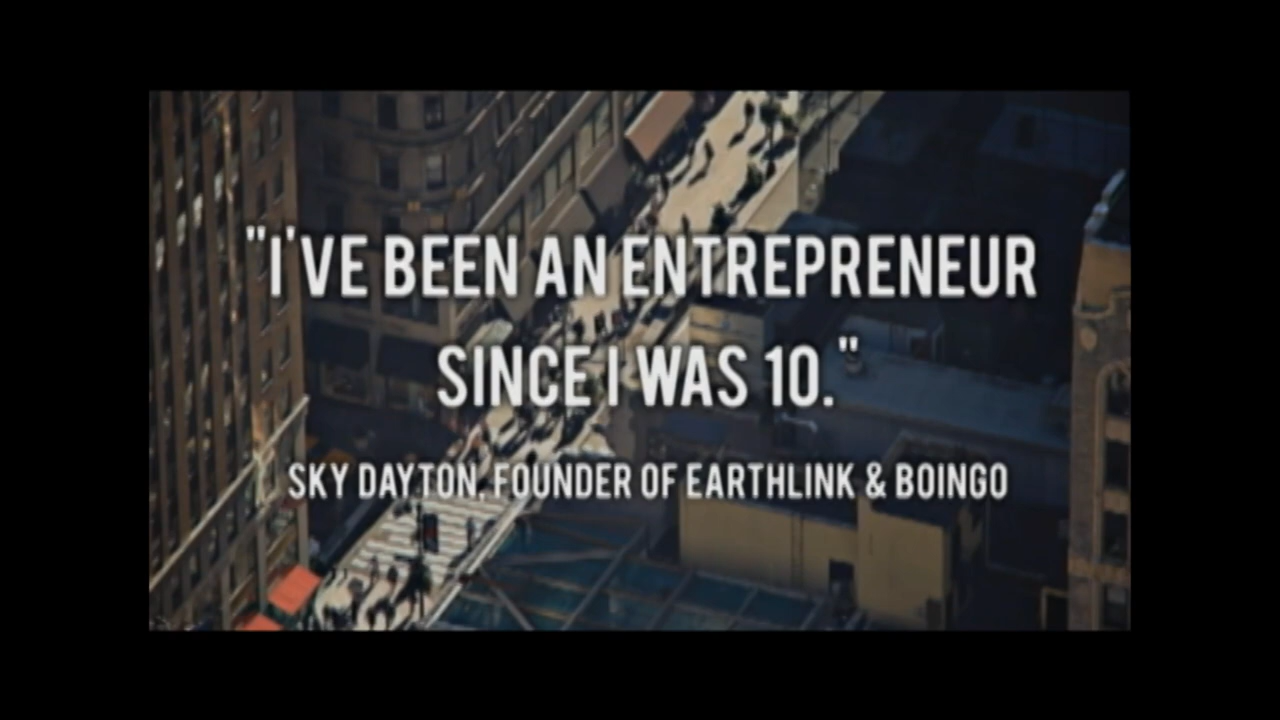 "I'VE BEEN AN ENTREPRENEUR
SINCE I WAS 10."
SKY DAYTON, FOUNDER OF EARTHLINK & BOINGO